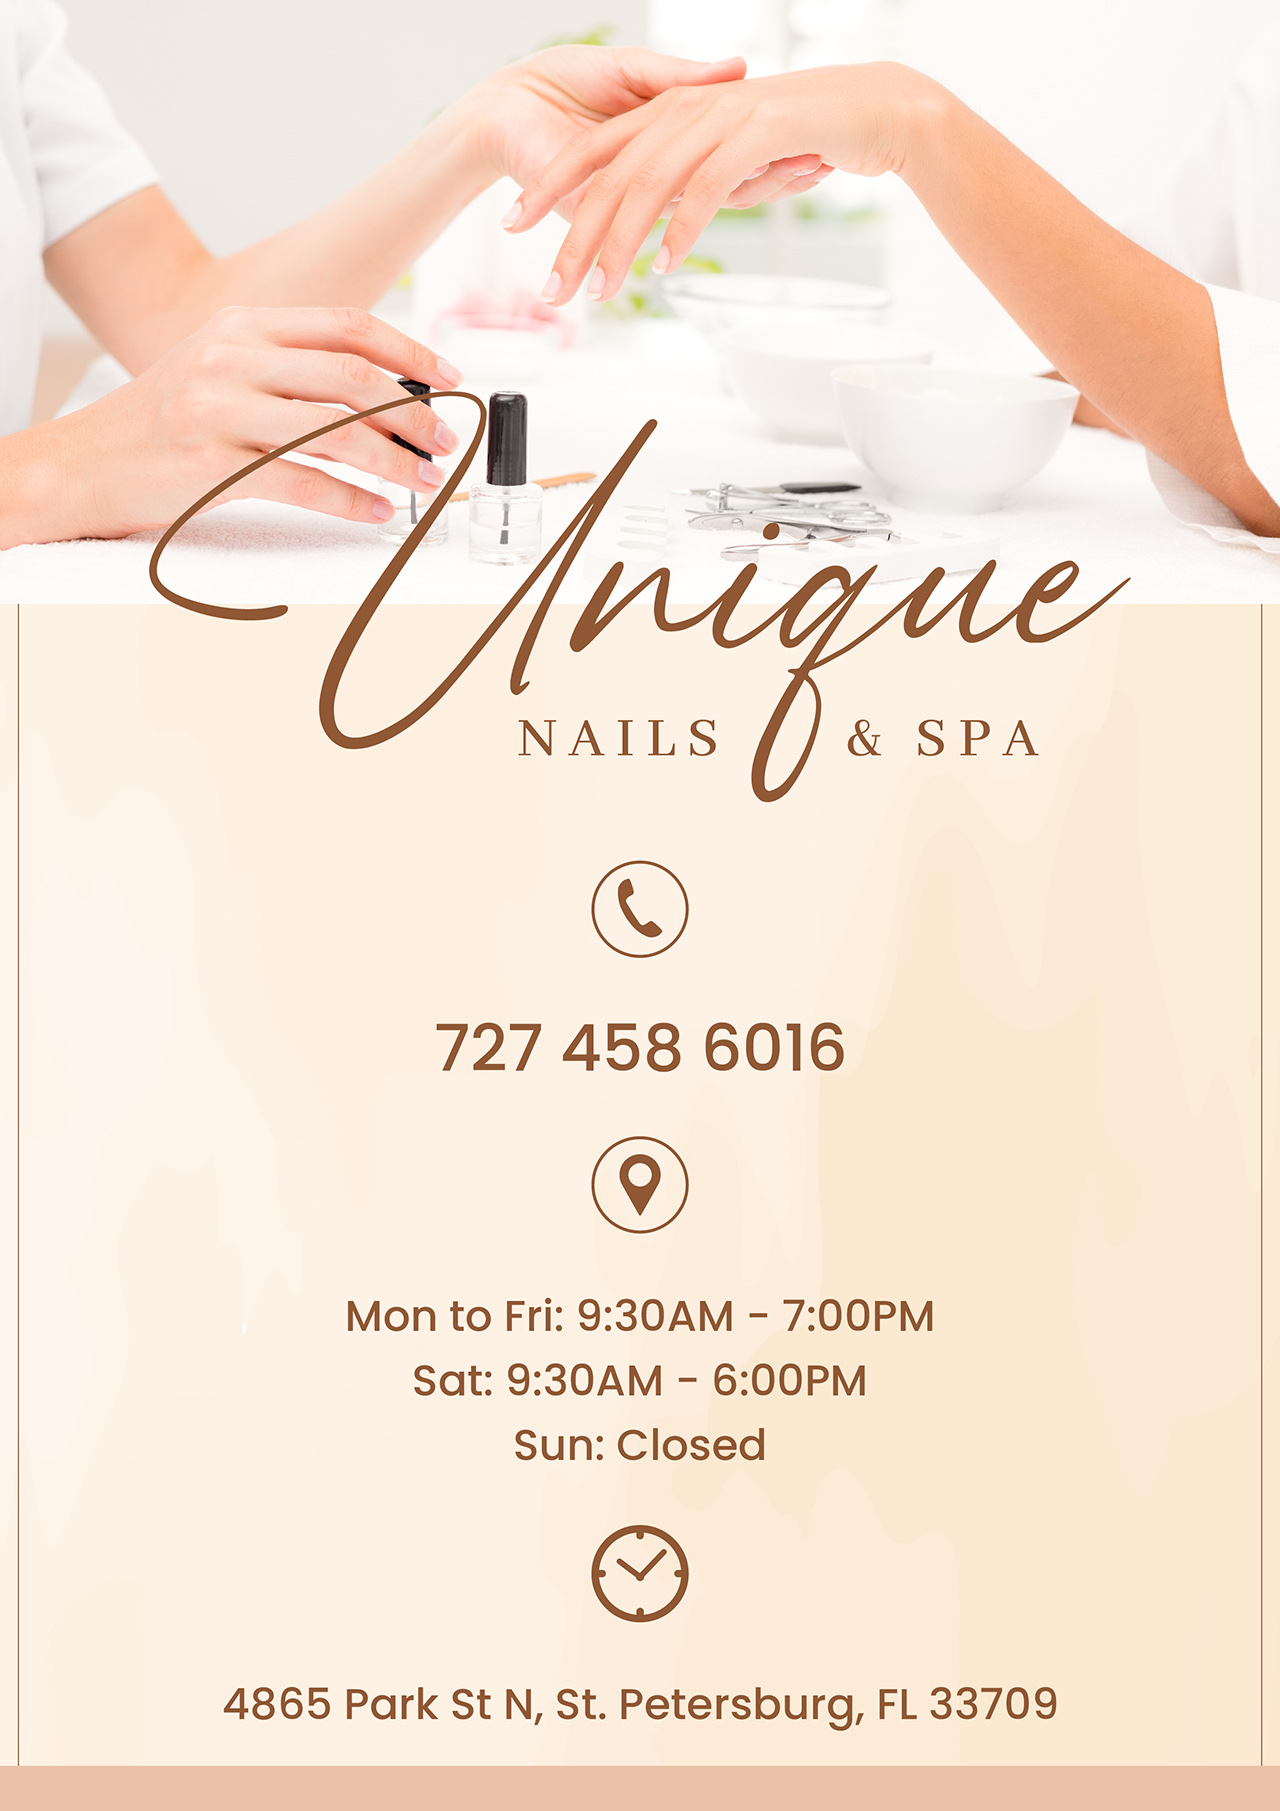 Unique
NAILS & SPA
727 458 6016
Mon to Fri: 9:30AM - 7:00PM
Sat: 9:30AM - 6:00PM
Sun: Closed
4865 Park St N, St. Petersburg, FL 33709